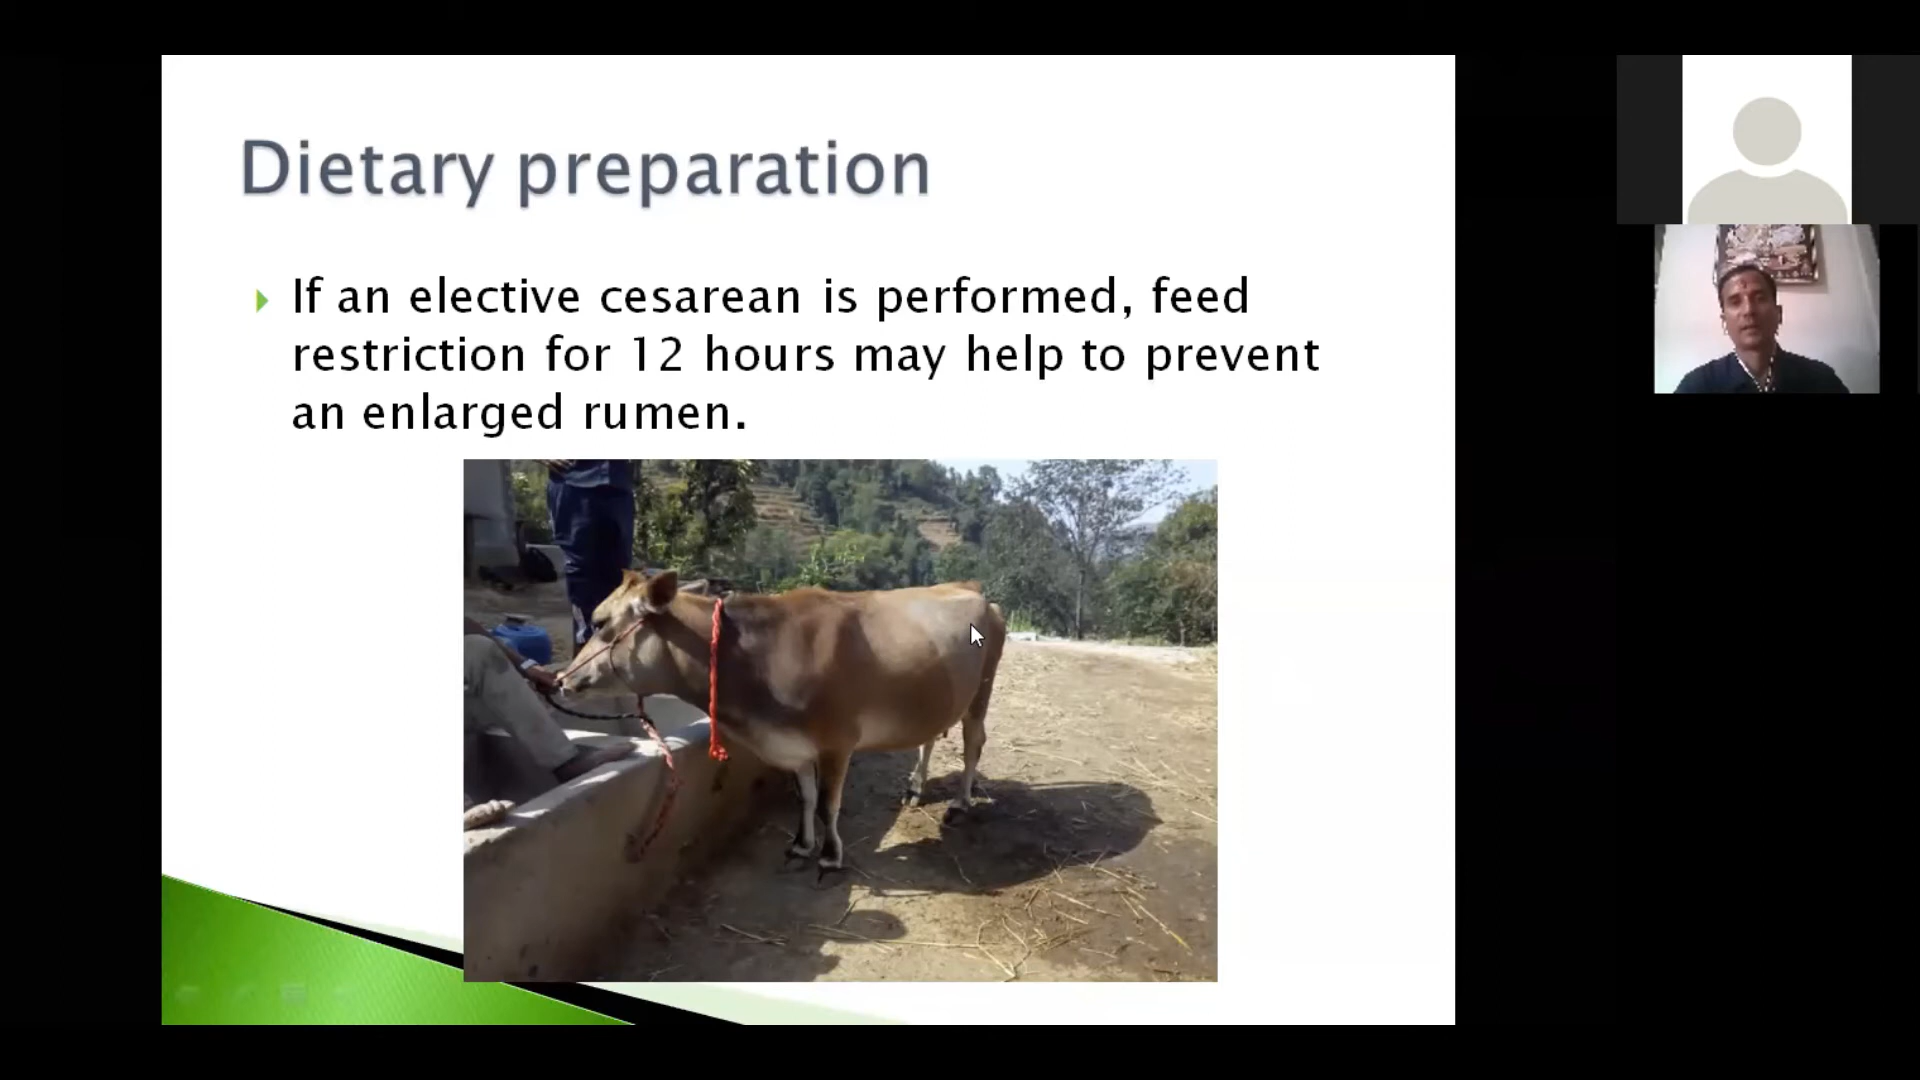 Dietary preparation
If an elective cesarean is performed, feed
restriction for 12 hours may help to prevent
an enlarged rumen.